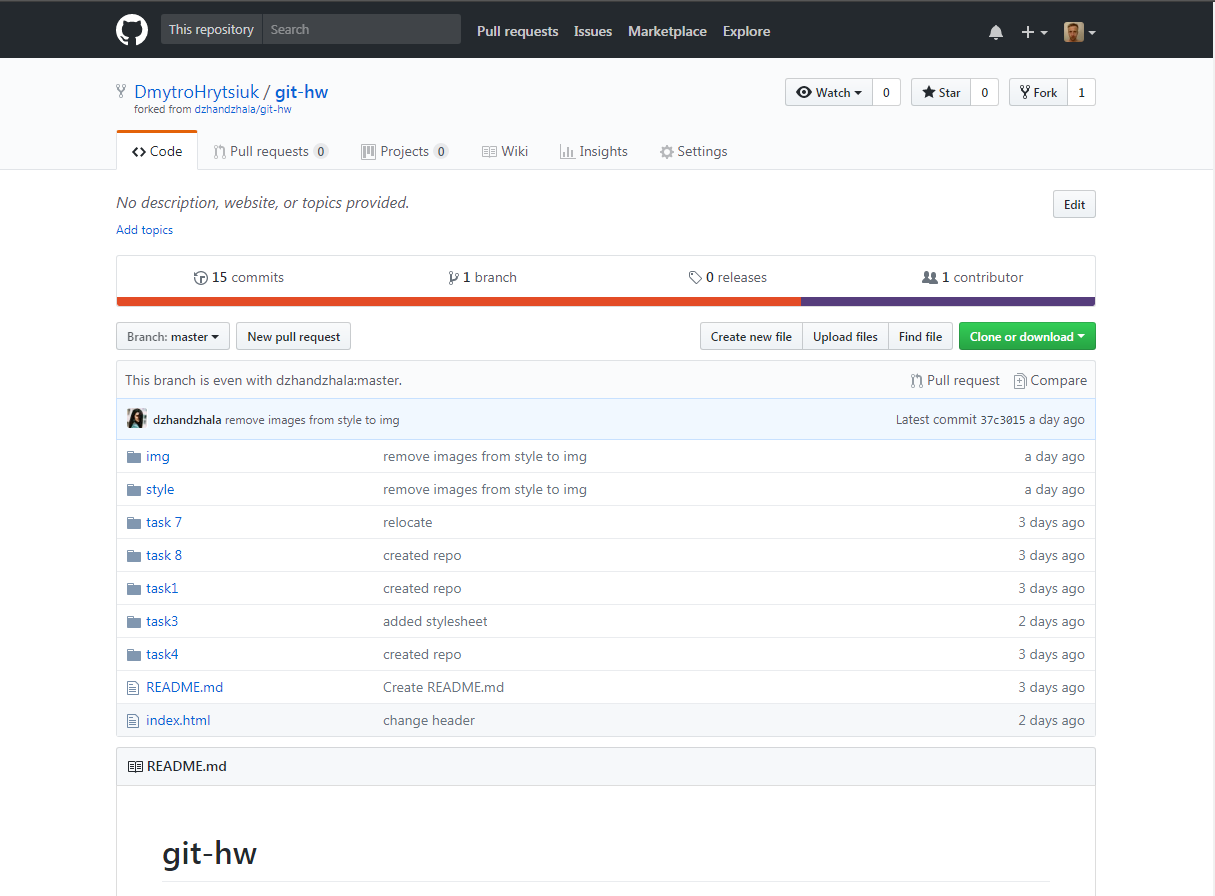 This repository Search Pull requests Issues Marketplace Explore
DmytroHrytsiuk / git-hw Watch 0 Star 0 Fork 1
forked from dzhandzhala/git-hw
Code Pull requests 0 Projects 0 Wiki Insights Settings
No description, website, or topics provided. Edit
Add topics
15 commits 1 branch 0 releases 1 contributor
Branch: master New pull request Create new file Upload files Find file Clone or download
This branch is even with dzhandzhala:master. Pull request Compare
dzhandzhala remove images from style to img Latest commit 37c3015 a day ago
img remove images from style to img a day ago
style remove images from style to img a day ago
task 7 relocate 3 days ago
task 8 created repo 3 days ago
task1 created repo 3 days ago
task3 added stylesheet 2 days ago
task4 created repo 3 days ago
README.md Create README.md 3 days ago
index.html change header 2 days ago
README.md
git-hw